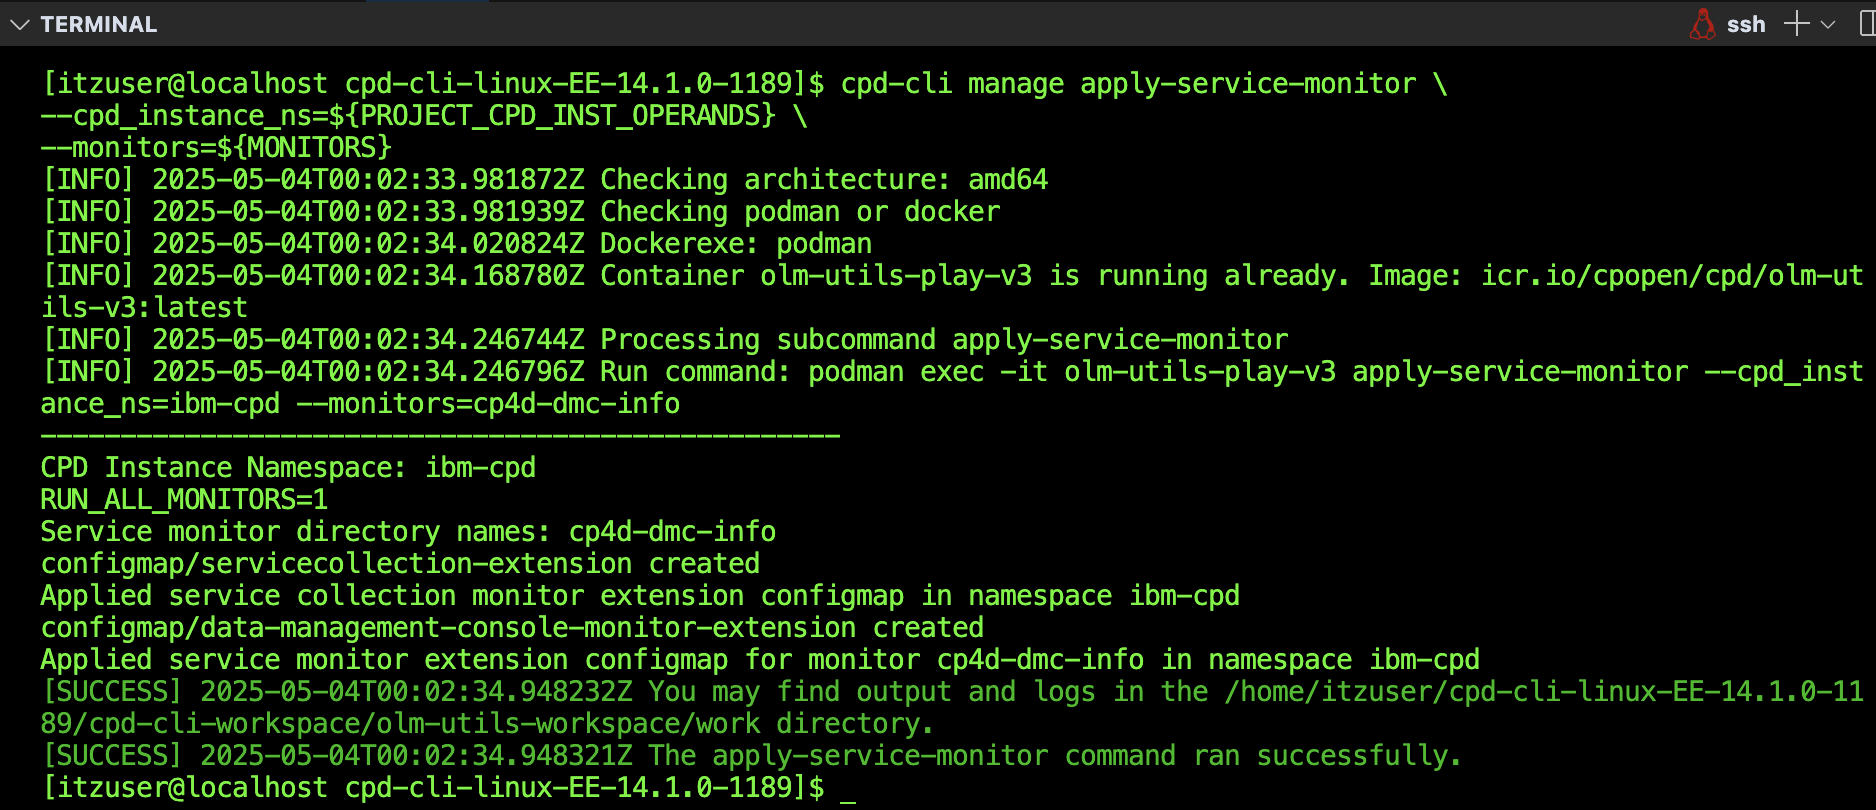 TERMINAL
ssh
[itzuser@localhost cpd-cli-linux-EE-14.1.0-1189]$ cpd-cli manage apply-service-monitor \
--cpd_instance_ns=${PROJECT_CPD_INST_OPERANDS} \
--monitors=${MONITORS}
[INFO] 2025-05-04T00:02:33.981872Z Checking architecture: amd64
[INFO] 2025-05-04T00:02:33.981939Z Checking podman or docker
[INFO] 2025-05-04T00:02:34.020824Z Dockerexe: podman
[INFO] 2025-05-04T00:02:34.168780Z Container olm-utils-play-v3 is running already. Image: icr.io/cpopen/cpd/olm-ut
ils-v3:latest
[INFO] 2025-05-04T00:02:34.246744Z Processing subcommand apply-service-monitor
[INFO] 2025-05-04T00:02:34.246796Z Run command: podman exec -it olm-utils-play-v3 apply-service-monitor --cpd_inst
ance_ns=ibm-cpd --monitors=cp4d-dmc-info
--------------------------------------------------
CPD Instance Namespace: ibm-cpd
RUN_ALL_MONITORS=1
Service monitor directory names: cp4d-dmc-info
configmap/servicecollection-extension created
Applied service collection monitor extension configmap in namespace ibm-cpd
configmap/data-management-console-monitor-extension created
Applied service monitor extension configmap for monitor cp4d-dmc-info in namespace ibm-cpd
[SUCCESS] 2025-05-04T00:02:34.948232Z You may find output and logs in the /home/itzuser/cpd-cli-linux-EE-14.1.0-11
89/cpd-cli-workspace/olm-utils-workspace/work directory.
[SUCCESS] 2025-05-04T00:02:34.948321Z The apply-service-monitor command ran successfully.
[itzuser@localhost cpd-cli-linux-EE-14.1.0-1189]$ _